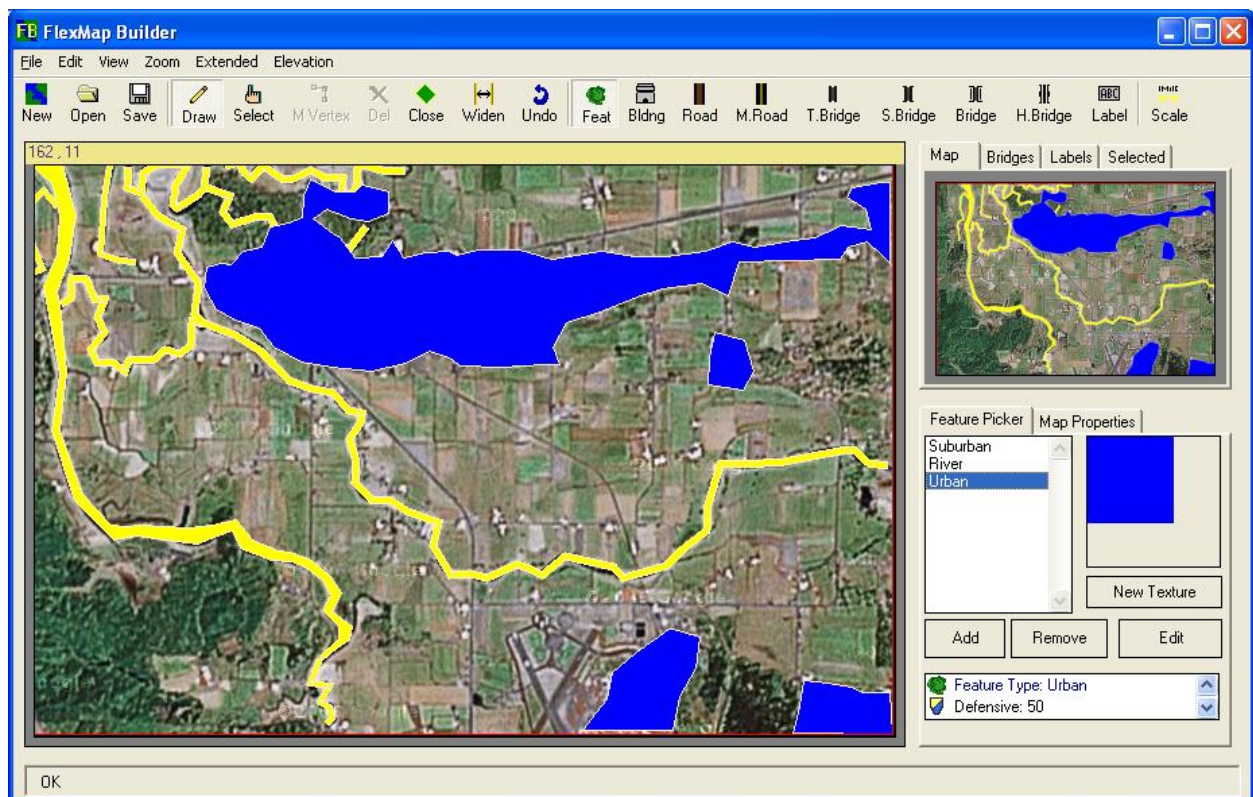 FB FlexMap Builder
File Edit View Zoom Extended Elevation
New Open Save Draw Select M Vertex Del Close Widen Undo Feat Bldng Road M.Road T.Bridge S.Bridge Bridge H.Bridge Label Scale
ABC
162 , 11
Map Bridges Labels Selected
Feature Picker Map Properties
Suburban
River
Urban
New Texture
Add Remove Edit
Feature Type: Urban
Defensive: 50
OK